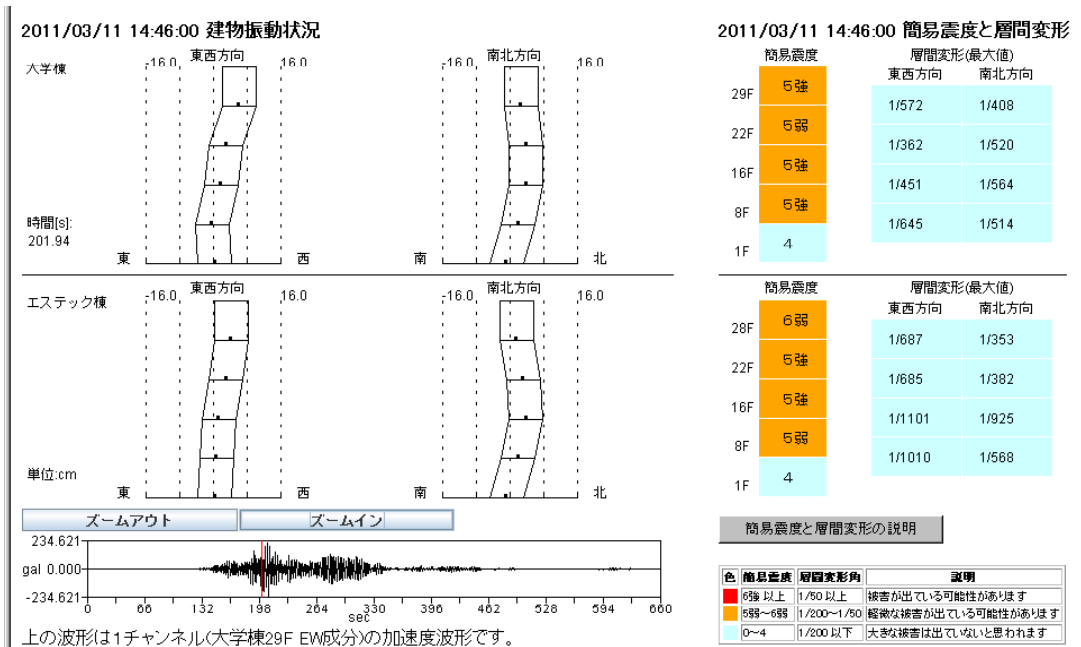 2011/03/11 14:46:00 建物振動状況
大学棟
東西方向
-16.0
16.0
南北方向
-16.0
16.0
時間[s]:
201.94
東
西
南
北
エステック棟
東西方向
-16.0
16.0
南北方向
-16.0
16.0
単位:cm
東
西
南
北
ズームアウト
ズームイン
234.621
gal 0.000
-234.621
0 66 132 198 264 330 396 462 528 594 660
sec
上の波形は1チャンネル(大学棟29F EW成分)の加速度波形です。
2011/03/11 14:46:00 簡易震度と層間変形
簡易震度
層間変形(最大値)
東西方向 南北方向
29F 5強
1/572 1/408
22F 5弱
1/362 1/520
16F 5強
1/451 1/564
8F 5強
1/645 1/514
1F 4
簡易震度
層間変形(最大値)
東西方向 南北方向
28F 6弱
1/687 1/353
22F 5強
1/685 1/382
16F 5強
1/1101 1/925
8F 5弱
1/1010 1/568
1F 4
簡易震度と層間変形の説明
色 簡易震度 層間変形角 説明
6強 以上 1/50 以上 被害が出ている可能性があります
5弱～6弱 1/200～1/50 軽微な被害が出ている可能性があります
0～4 1/200 以下 大きな被害は出ていないと思われます